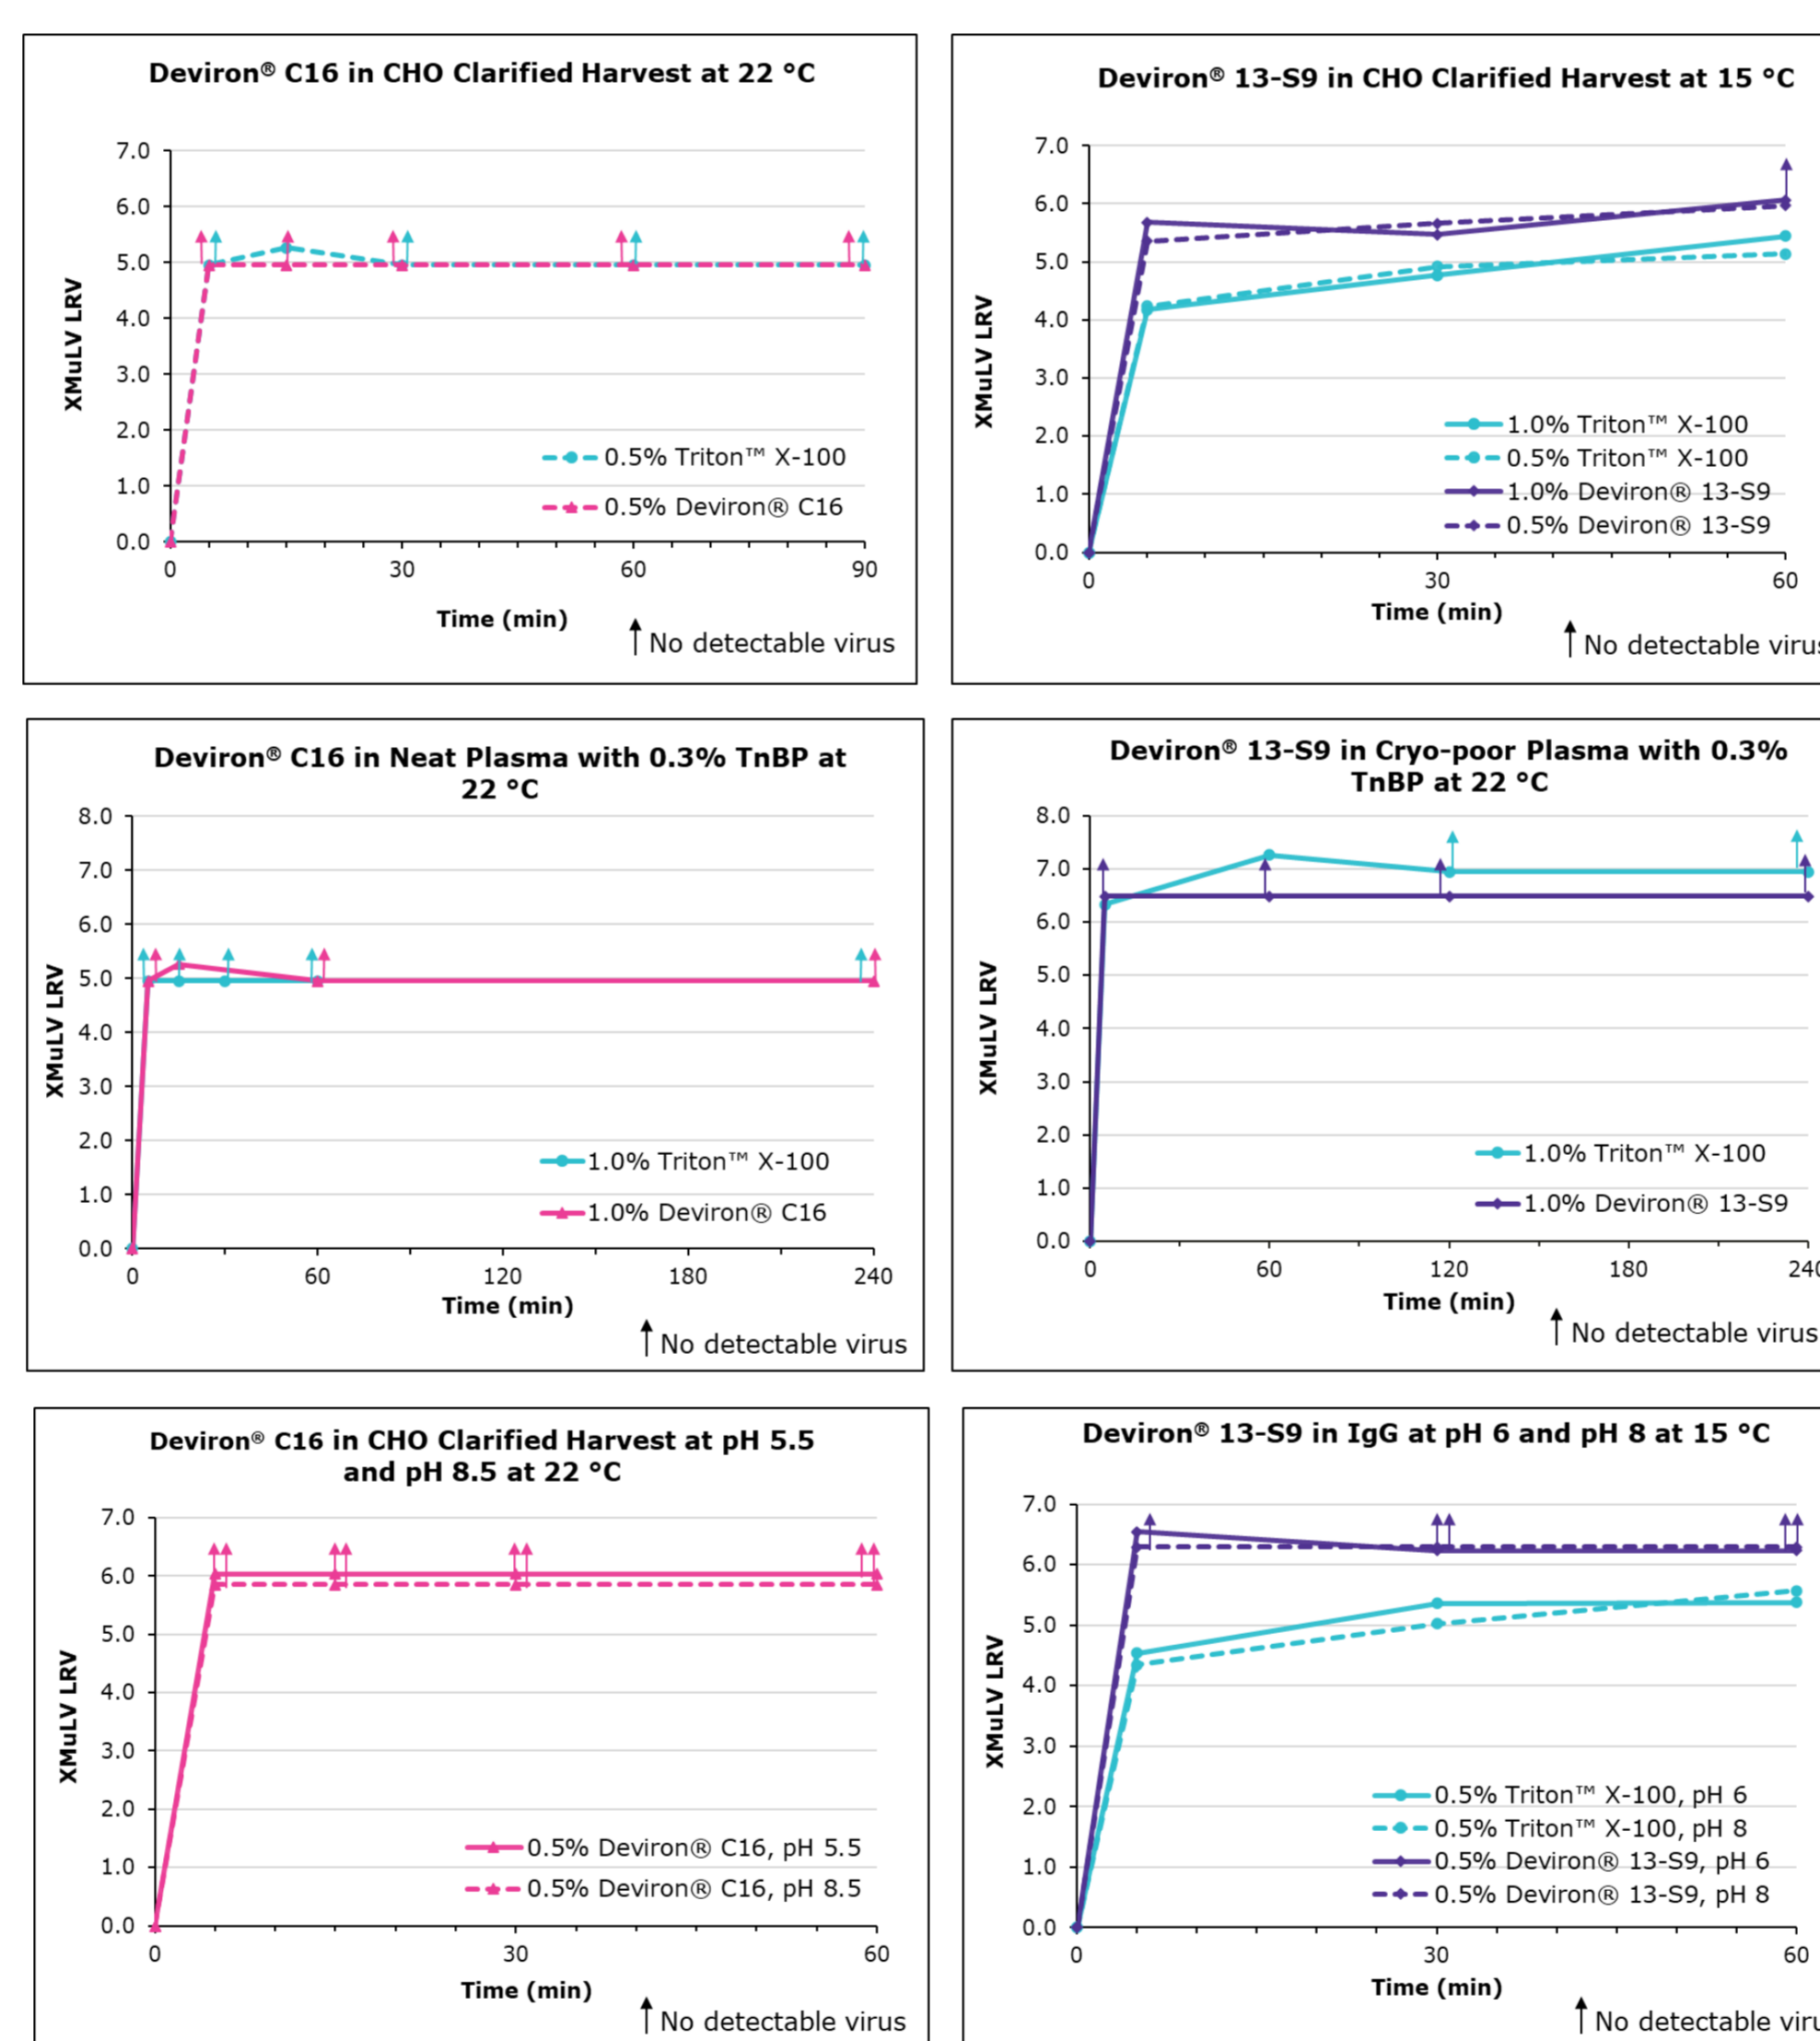 Deviron® C16 in CHO Clarified Harvest at 22 °C
7.0
6.0
5.0
4.0
3.0
2.0
1.0
0.0
XMuLV LRV
0.5% Triton™ X-100
0.5% Deviron® C16
0 30 60 90
Time (min)
No detectable virus
Deviron® 13-S9 in CHO Clarified Harvest at 15 °C
7.0
6.0
5.0
4.0
3.0
2.0
1.0
0.0
XMuLV LRV
1.0% Triton™ X-100
0.5% Triton™ X-100
1.0% Deviron® 13-S9
0.5% Deviron® 13-S9
0 30 60
Time (min)
No detectable virus
Deviron® C16 in Neat Plasma with 0.3% TnBP at
22 °C
8.0
7.0
6.0
5.0
4.0
3.0
2.0
1.0
0.0
XMuLV LRV
1.0% Triton™ X-100
1.0% Deviron® C16
0 60 120 180 240
Time (min)
No detectable virus
Deviron® 13-S9 in Cryo-poor Plasma with 0.3%
TnBP at 22 °C
8.0
7.0
6.0
5.0
4.0
3.0
2.0
1.0
0.0
XMuLV LRV
1.0% Triton™ X-100
1.0% Deviron® 13-S9
0 60 120 180 240
Time (min)
No detectable virus
Deviron® C16 in CHO Clarified Harvest at pH 5.5
and pH 8.5 at 22 °C
7.0
6.0
5.0
4.0
3.0
2.0
1.0
0.0
XMuLV LRV
0.5% Deviron® C16, pH 5.5
0.5% Deviron® C16, pH 8.5
0 30 60
Time (min)
No detectable virus
Deviron® 13-S9 in IgG at pH 6 and pH 8 at 15 °C
7.0
6.0
5.0
4.0
3.0
2.0
1.0
0.0
XMuLV LRV
0.5% Triton™ X-100, pH 6
0.5% Triton™ X-100, pH 8
0.5% Deviron® 13-S9, pH 6
0.5% Deviron® 13-S9, pH 8
0 30 60
Time (min)
No detectable viru